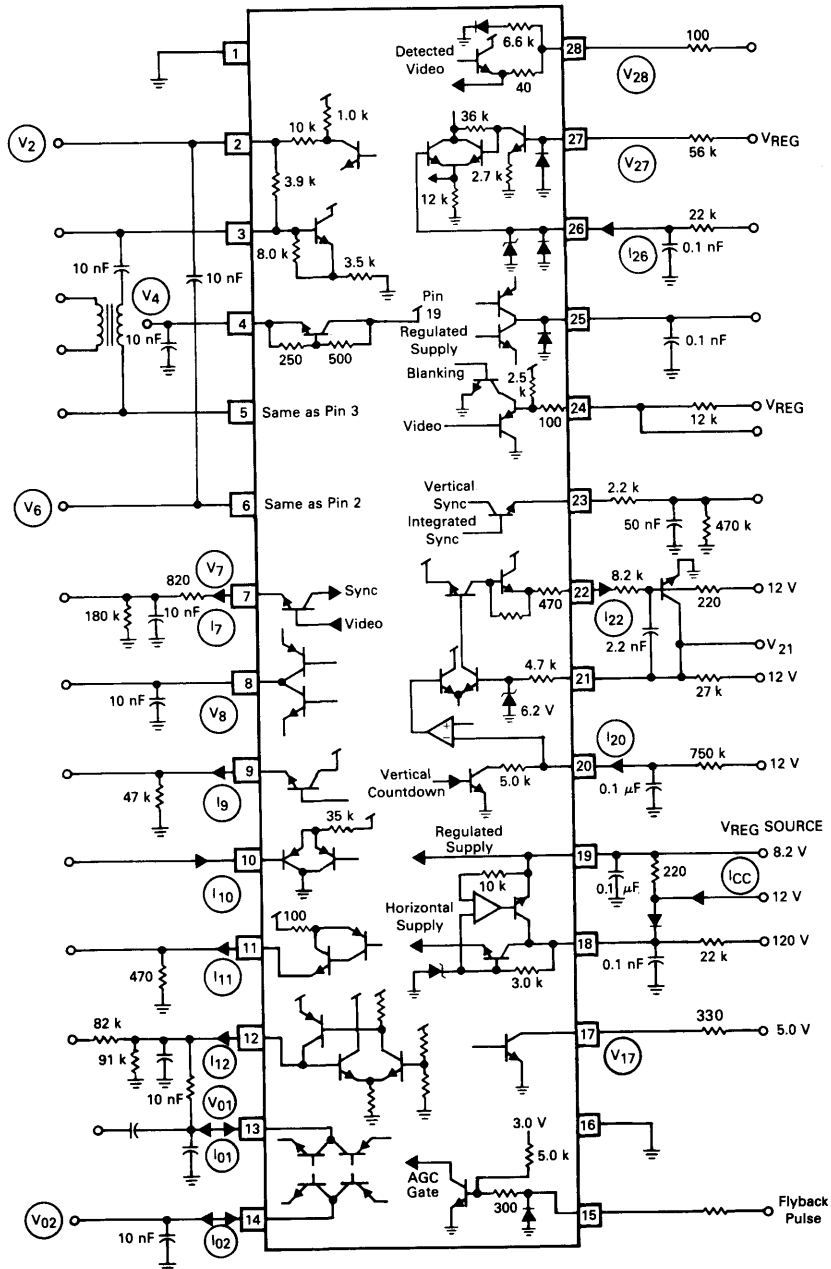 1
28
100
V28
6.6 k
Detected
Video
40
V2
2
10 k
1.0 k
3.9 k
36 k
2.7 k
12 k
27
V27
56 k
VREG
3
8.0 k
3.5 k
10 nF
10 nF
26
I26
22 k
0.1 nF
V4
10 nF
4
250
500
Pin
19
Regulated
Supply
25
0.1 nF
Blanking
2.5
k
Video
100
24
VREG
12 k
5
Same as Pin 3
V6
6
Same as Pin 2
Vertical
Sync
Integrated
Sync
23
2.2 k
50 nF
470 k
V7
820
7
180 k
10 nF
I7
Sync
Video
470
22
8.2 k
I22
220
12 V
2.2 nF
V21
8
10 nF
V8
4.7 k
6.2 V
21
27 k
12 V
+
−
9
47 k
I9
Vertical
Countdown
5.0 k
20
I20
750 k
12 V
0.1 µF
10
I10
35 k
Regulated
Supply
19
VREG SOURCE
8.2 V
0.1 µF
220
ICC
12 V
10 k
Horizontal
Supply
3.0 k
18
0.1 nF
22 k
120 V
11
470
I11
100
82 k
91 k
12
I12
10 nF
17
V17
330
5.0 V
V01
13
I01
16
3.0 V
5.0 k
AGC
Gate
300
15
Flyback
Pulse
V02
14
10 nF
I02